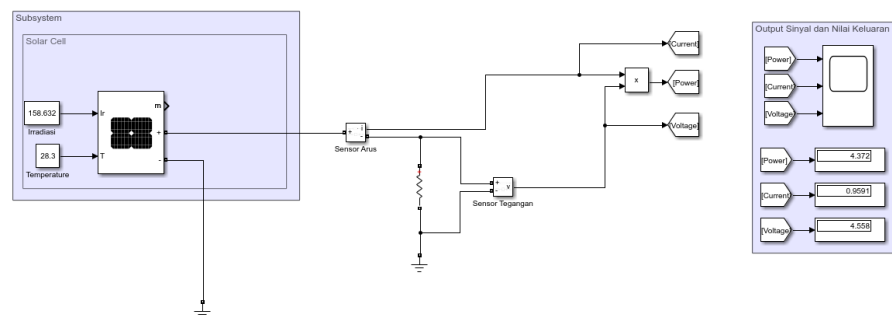 Subsystem
Solar Cell
158.632
Irradiasi
28.3
Temperature
Ir
T
m
+
-
+
i
-
Sensor Arus
+
-
v
Sensor Tegangan
x
[Current]
[Power]
[Voltage]
Output Sinyal dan Nilai Keluaran
[Power]
[Current]
[Voltage]
[Power]
4.372
[Current]
0.9591
[Voltage]
4.558